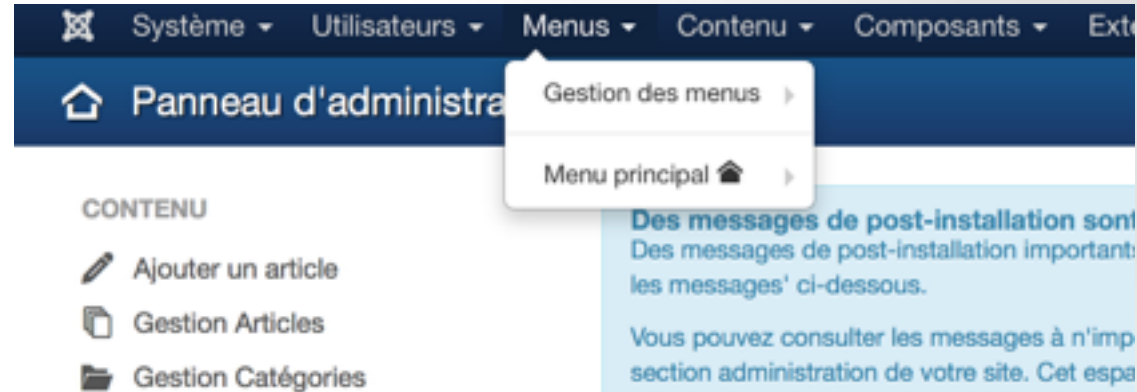 Système Utilisateurs Menus Contenu Composants Exte
Panneau d'administra
Gestion des menus
Menu principal
CONTENU
Ajouter un article
Gestion Articles
Gestion Catégories
Des messages de post-installation sont
Des messages de post-installation importants
les messages' ci-dessous.
Vous pouvez consulter les messages à n'imp
section administration de votre site. Cet espa